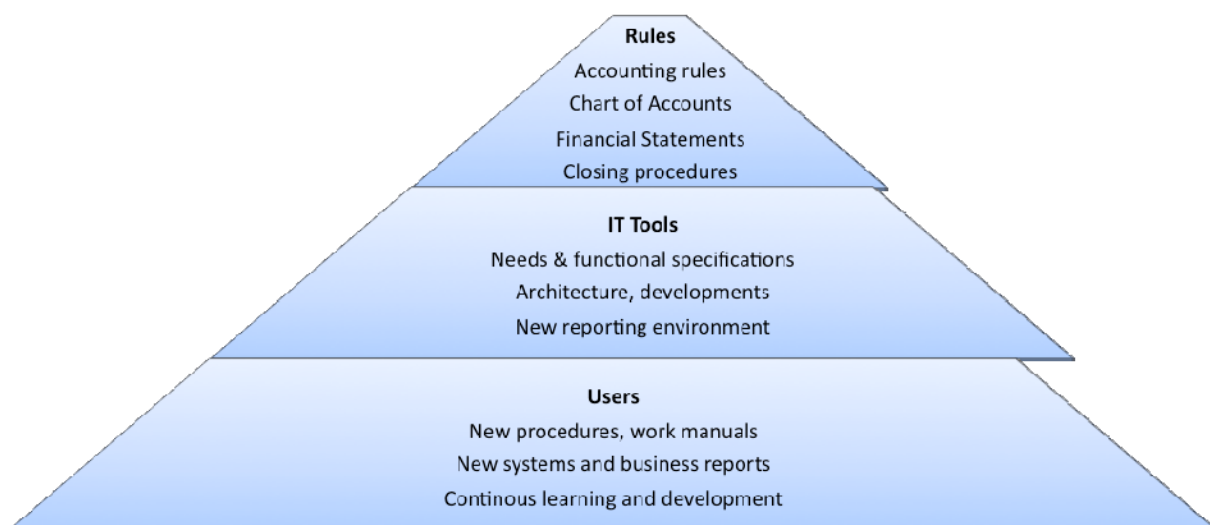 Rules
Accounting rules
Chart of Accounts
Financial Statements
Closing procedures
IT Tools
Needs & functional specifications
Architecture, developments
New reporting environment
Users
New procedures, work manuals
New systems and business reports
Continous learning and development